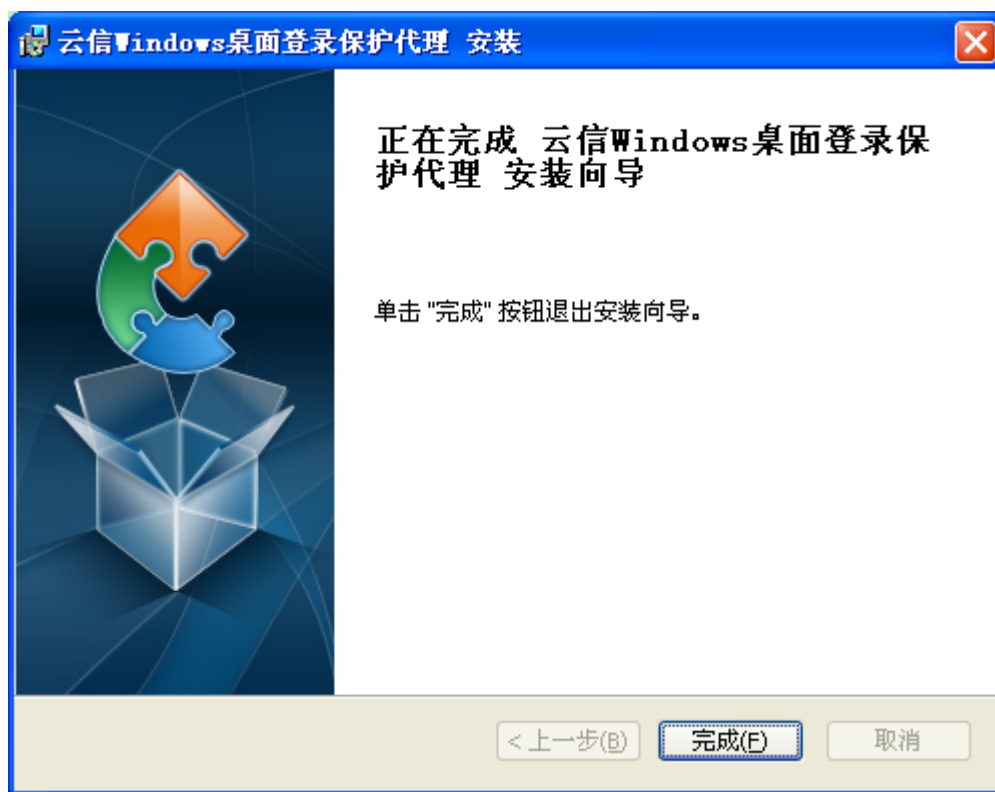 云信Windows桌面登录保护代理 安装
正在完成 云信Windows桌面登录保
护代理 安装向导
单击 "完成" 按钮退出安装向导。
< 上一步(B)
完成(F)
取消